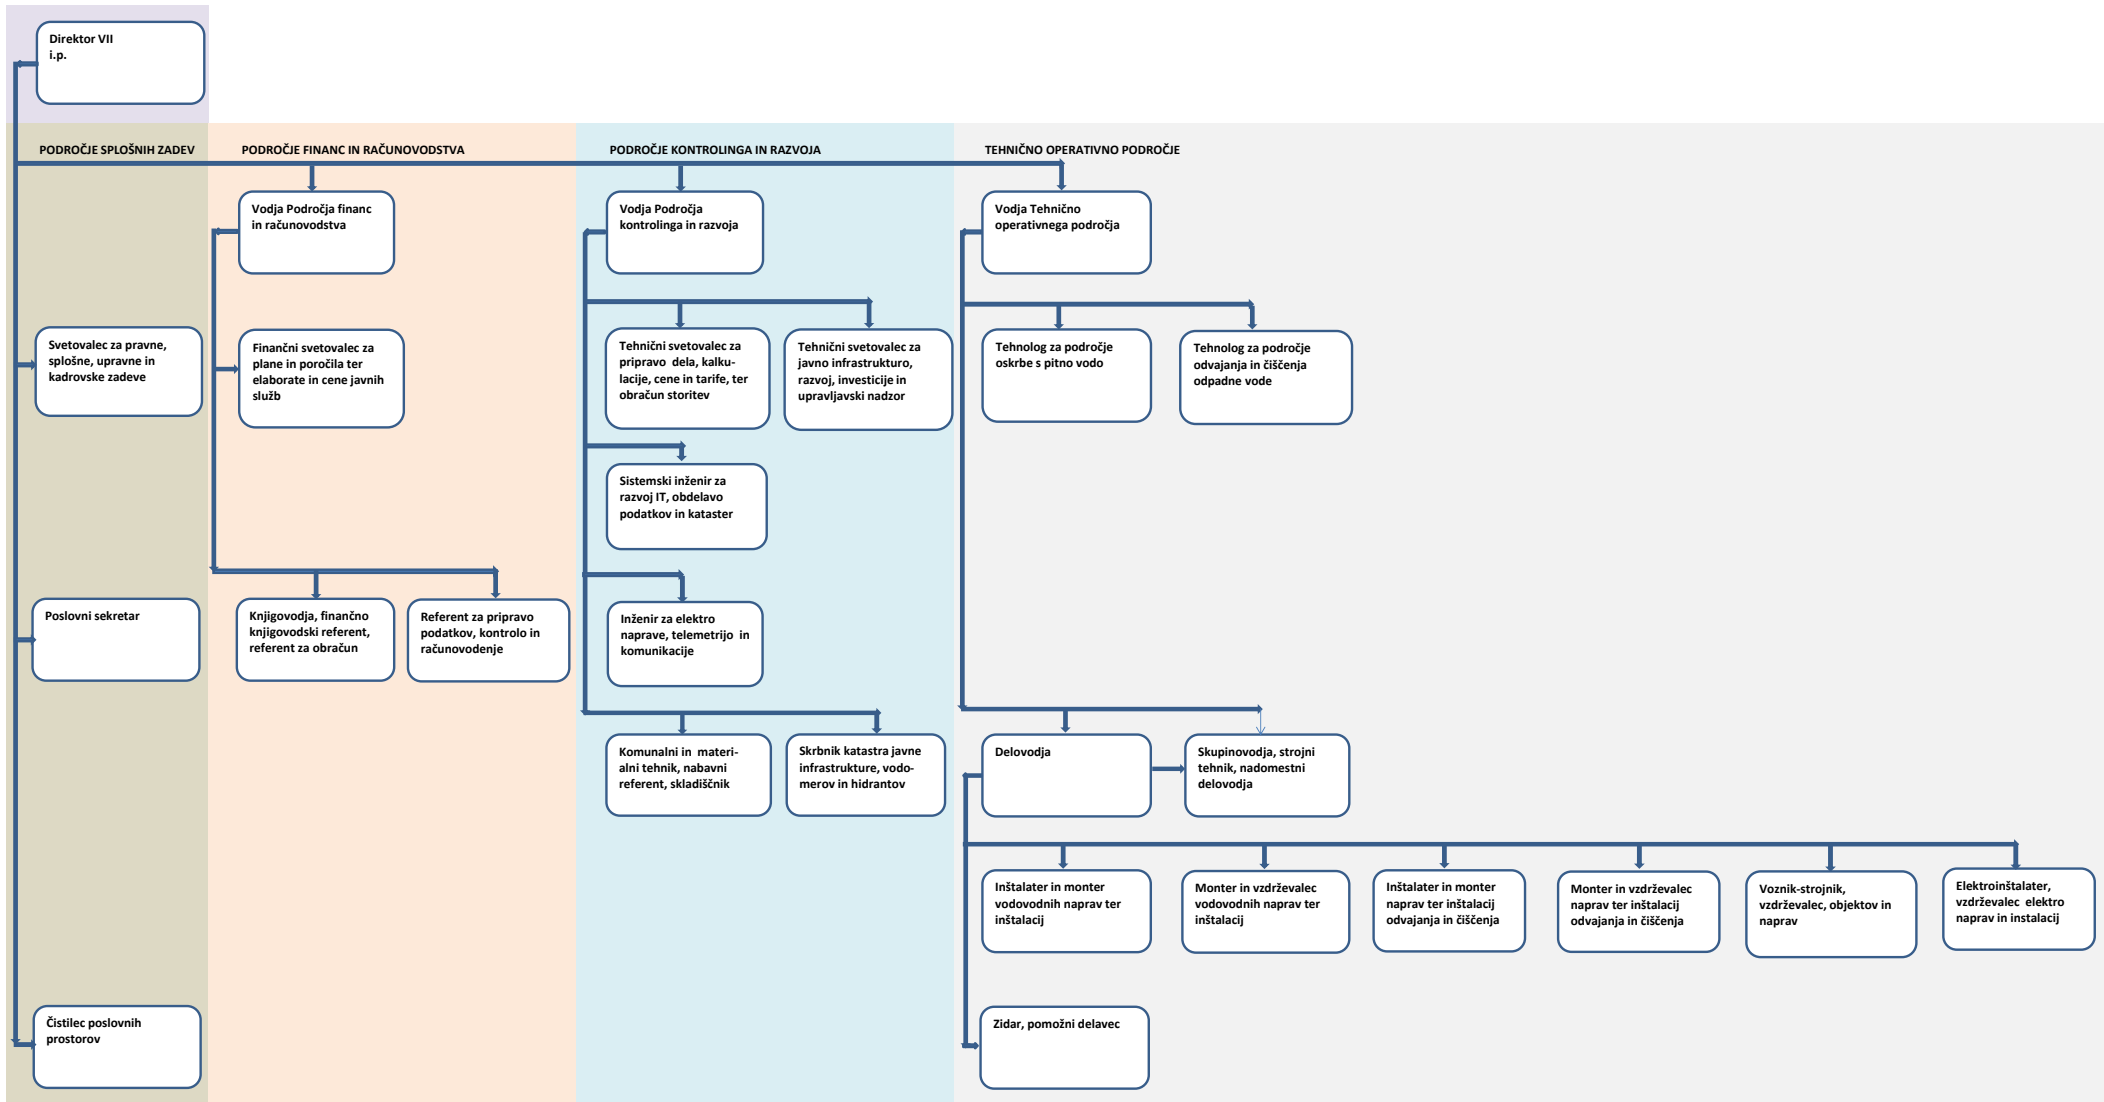 Direktor VII
i.p.
PODROČJE SPLOŠNIH ZADEV
PODROČJE FINANC IN RAČUNOVODSTVA
PODROČJE KONTROLINGA IN RAZVOJA
TEHNIČNO OPERATIVNO PODROČJE
Vodja Področja financ
in računovodstva
Vodja Področja
kontrolinga in razvoja
Vodja Tehnično
operativnega področja
Svetovalec za pravne,
splošne, upravne in
kadrovske zadeve
Finančni svetovalec za
plane in poročila ter
elaborate in cene javnih
služb
Tehnični svetovalec za
pripravo dela, kalku-
lacije, cene in tarife, ter
obračun storitev
Tehnični svetovalec za
javno infrastrukturo,
razvoj, investicije in
upravljavski nadzor
Tehnolog za področje
oskrbe s pitno vodo
Tehnolog za področje
odvajanja in čiščenja
odpadne vode
Sistemski inženir za
razvoj IT, obdelavo
podatkov in kataster
Poslovni sekretar
Knjigovodja, finančno
knjigovodski referent,
referent za obračun
Referent za pripravo
podatkov, kontrolo in
računovodenje
Inženir za elektro
naprave, telemetrijo in
komunikacije
Komunalni in materi-
alni tehnik, nabavni
referent, skladiščnik
Skrbnik katastra javne
infrastrukture, vodo-
merov in hidrantov
Delovodja
Skupinovodja, strojni
tehnik, nadomestni
delovodja
Inštalater in monter
vodovodnih naprav ter
inštalacij
Monter in vzdrževalec
vodovodnih naprav ter
inštalacij
Inštalater in monter
naprav ter inštalacij
odvajanja in čiščenja
Monter in vzdrževalec
naprav ter inštalacij
odvajanja in čiščenja
Voznik-strojnik,
vzdrževalec, objektov in
naprav
Elektroinštalater,
vzdrževalec elektro
naprav in instalacij
Čistilec poslovnih
prostorov
Zidar, pomožni delavec